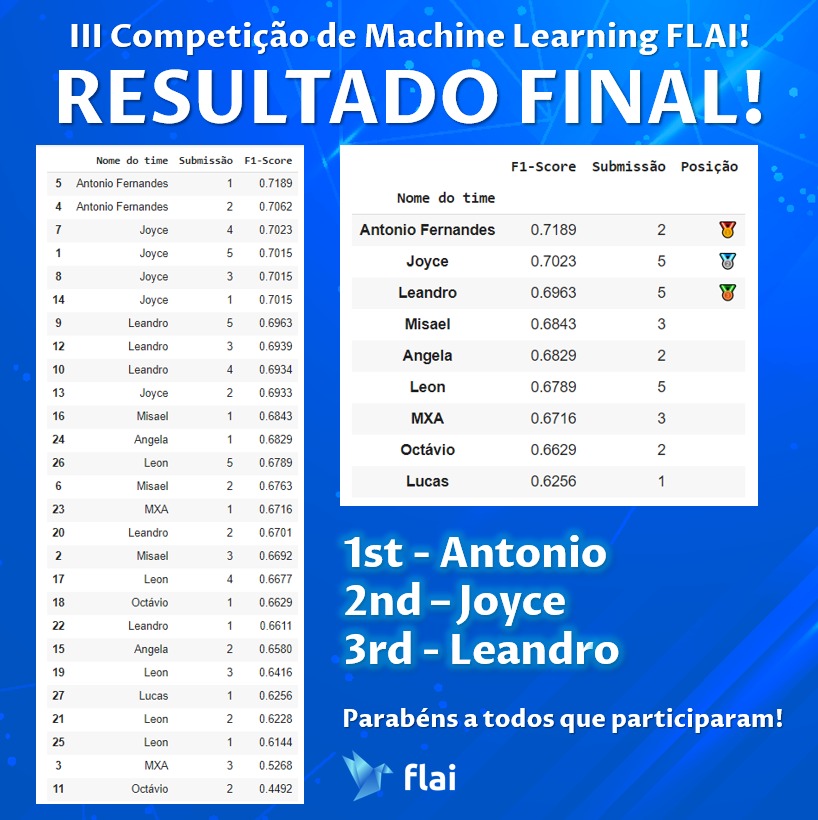 III Competição de Machine Learning FLAI!
RESULTADO FINAL!
Nome do time Submissão F1-Score
5 Antonio Fernandes 1 0.7189
4 Antonio Fernandes 2 0.7062
7 Joyce 4 0.7023
1 Joyce 5 0.7015
8 Joyce 3 0.7015
14 Joyce 1 0.7015
9 Leandro 5 0.6963
12 Leandro 3 0.6939
10 Leandro 4 0.6934
13 Joyce 2 0.6933
16 Misael 1 0.6843
24 Angela 1 0.6829
26 Leon 5 0.6789
6 Misael 2 0.6763
23 MXA 1 0.6716
20 Leandro 2 0.6701
2 Misael 3 0.6692
17 Leon 4 0.6677
18 Octávio 1 0.6629
22 Leandro 1 0.6611
15 Angela 2 0.6580
19 Leon 3 0.6416
27 Lucas 1 0.6256
21 Leon 2 0.6228
25 Leon 1 0.6144
3 MXA 3 0.5268
11 Octávio 2 0.4492
F1-Score Submissão Posição
Nome do time
Antonio Fernandes 0.7189 2
Joyce 0.7023 5
Leandro 0.6963 5
Misael 0.6843 3
Angela 0.6829 2
Leon 0.6789 5
MXA 0.6716 3
Octávio 0.6629 2
Lucas 0.6256 1
1st - Antonio
2nd – Joyce
3rd - Leandro
Parabéns a todos que participaram!
flai